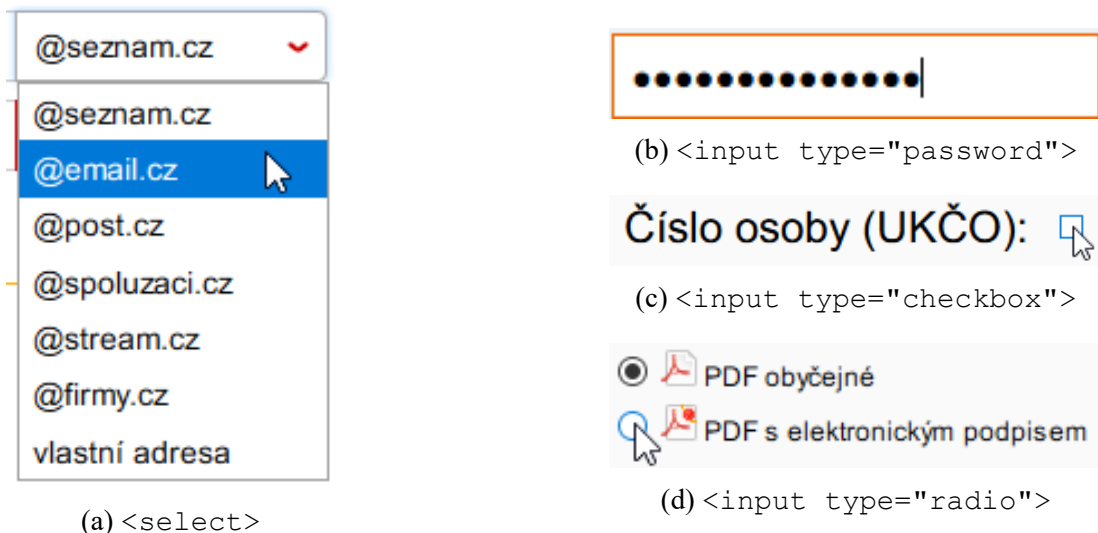 @seznam.cz
@seznam.cz
@email.cz
@post.cz
@spoluzaci.cz
@stream.cz
@firmy.cz
vlastní adresa
(a) <select>
••••••••••••••
(b) <input type="password">
Číslo osoby (UKČO):
(c) <input type="checkbox">
PDF obyčejné
PDF s elektronickým podpisem
(d) <input type="radio">